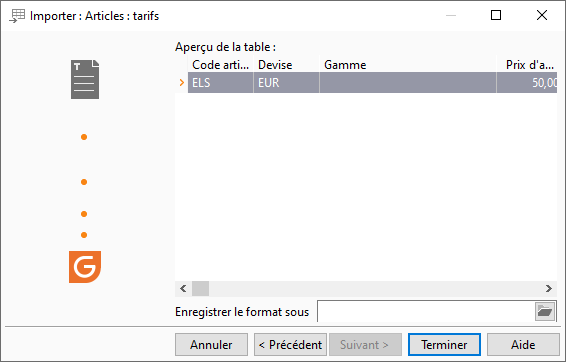 Importer : Articles : tarifs
T
Aperçu de la table :
Code arti... Devise Gamme Prix d'a...
ELS EUR 50,00
G
Enregistrer le format sous
Annuler < Précédent Suivant > Terminer Aide